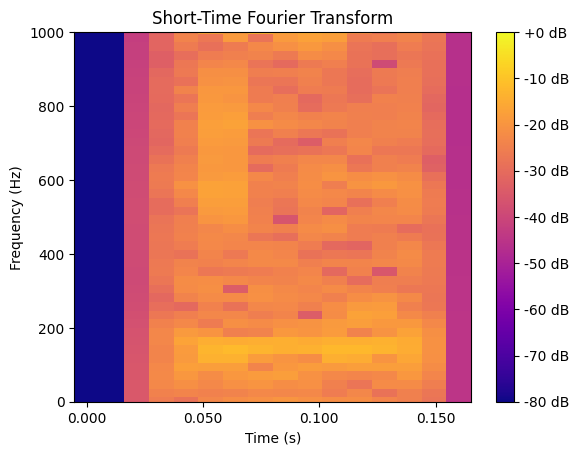 Short-Time Fourier Transform
1000
800
600
400
200
0
Frequency (Hz)
0.000
0.050
0.100
0.150
Time (s)
+0 dB
-10 dB
-20 dB
-30 dB
-40 dB
-50 dB
-60 dB
-70 dB
-80 dB